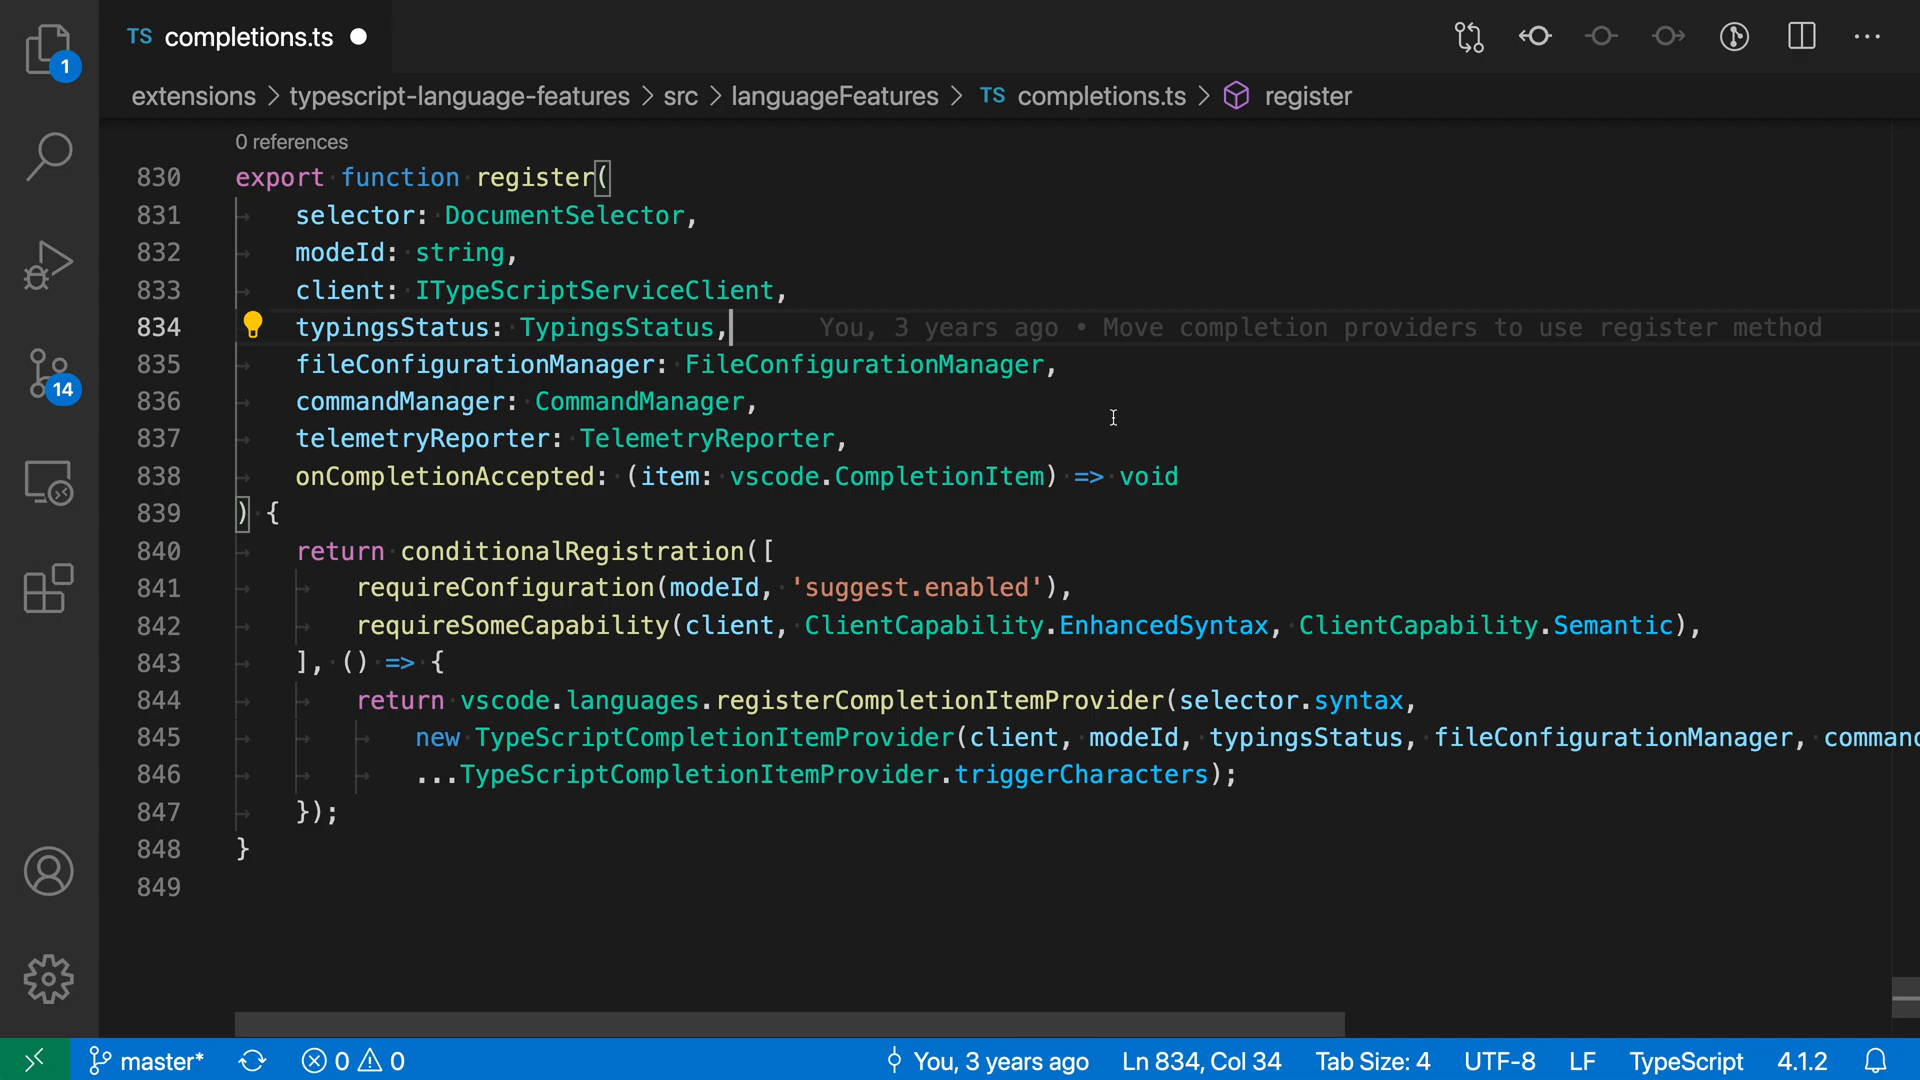 TS completions.ts
1
extensions > typescript-language-features > src > languageFeatures > TS completions.ts > register
0 references
830 export function register(
831 selector: DocumentSelector,
832 modeId: string,
833 client: ITypeScriptServiceClient,
834 typingsStatus: TypingsStatus, You, 3 years ago • Move completion providers to use register method
835 fileConfigurationManager: FileConfigurationManager,
836 commandManager: CommandManager,
14
837 telemetryReporter: TelemetryReporter,
838 onCompletionAccepted: (item: vscode.CompletionItem) => void
839 ) {
840 return conditionalRegistration([
841 requireConfiguration(modeId, 'suggest.enabled'),
842 requireSomeCapability(client, ClientCapability.EnhancedSyntax, ClientCapability.Semantic),
843 ], () => {
844 return vscode.languages.registerCompletionItemProvider(selector.syntax,
845 new TypeScriptCompletionItemProvider(client, modeId, typingsStatus, fileConfigurationManager, command
846 ...TypeScriptCompletionItemProvider.triggerCharacters);
847 });
848 }
849
master* 0 0 You, 3 years ago Ln 834, Col 34 Tab Size: 4 UTF-8 LF TypeScript 4.1.2